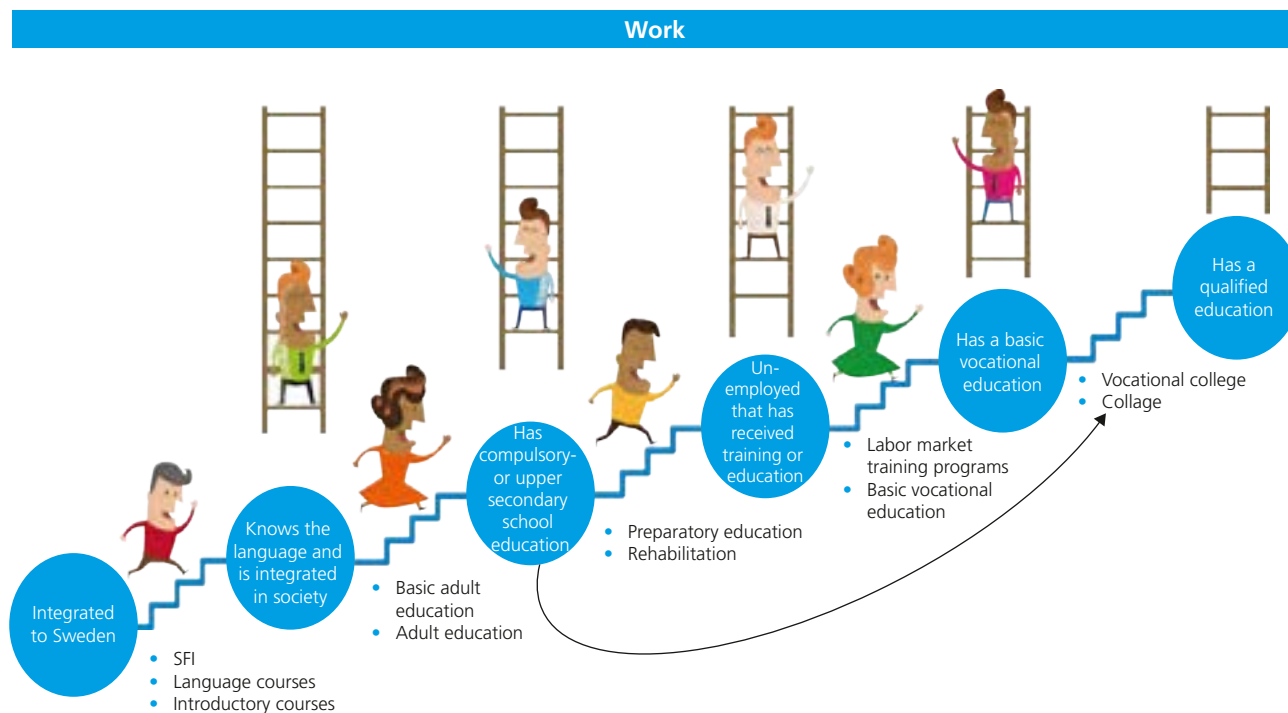 Work
Integrated
to Sweden
• SFI
• Language courses
• Introductory courses
Knows the
language and
is integrated
in society
• Basic adult
education
• Adult education
Has
compulsory-
or upper
secondary
school
education
• Preparatory education
• Rehabilitation
Un-
employed
that has
received
training or
education
• Labor market
training programs
• Basic vocational
education
Has a basic
vocational
education
• Vocational college
• Collage
Has a
qualified
education